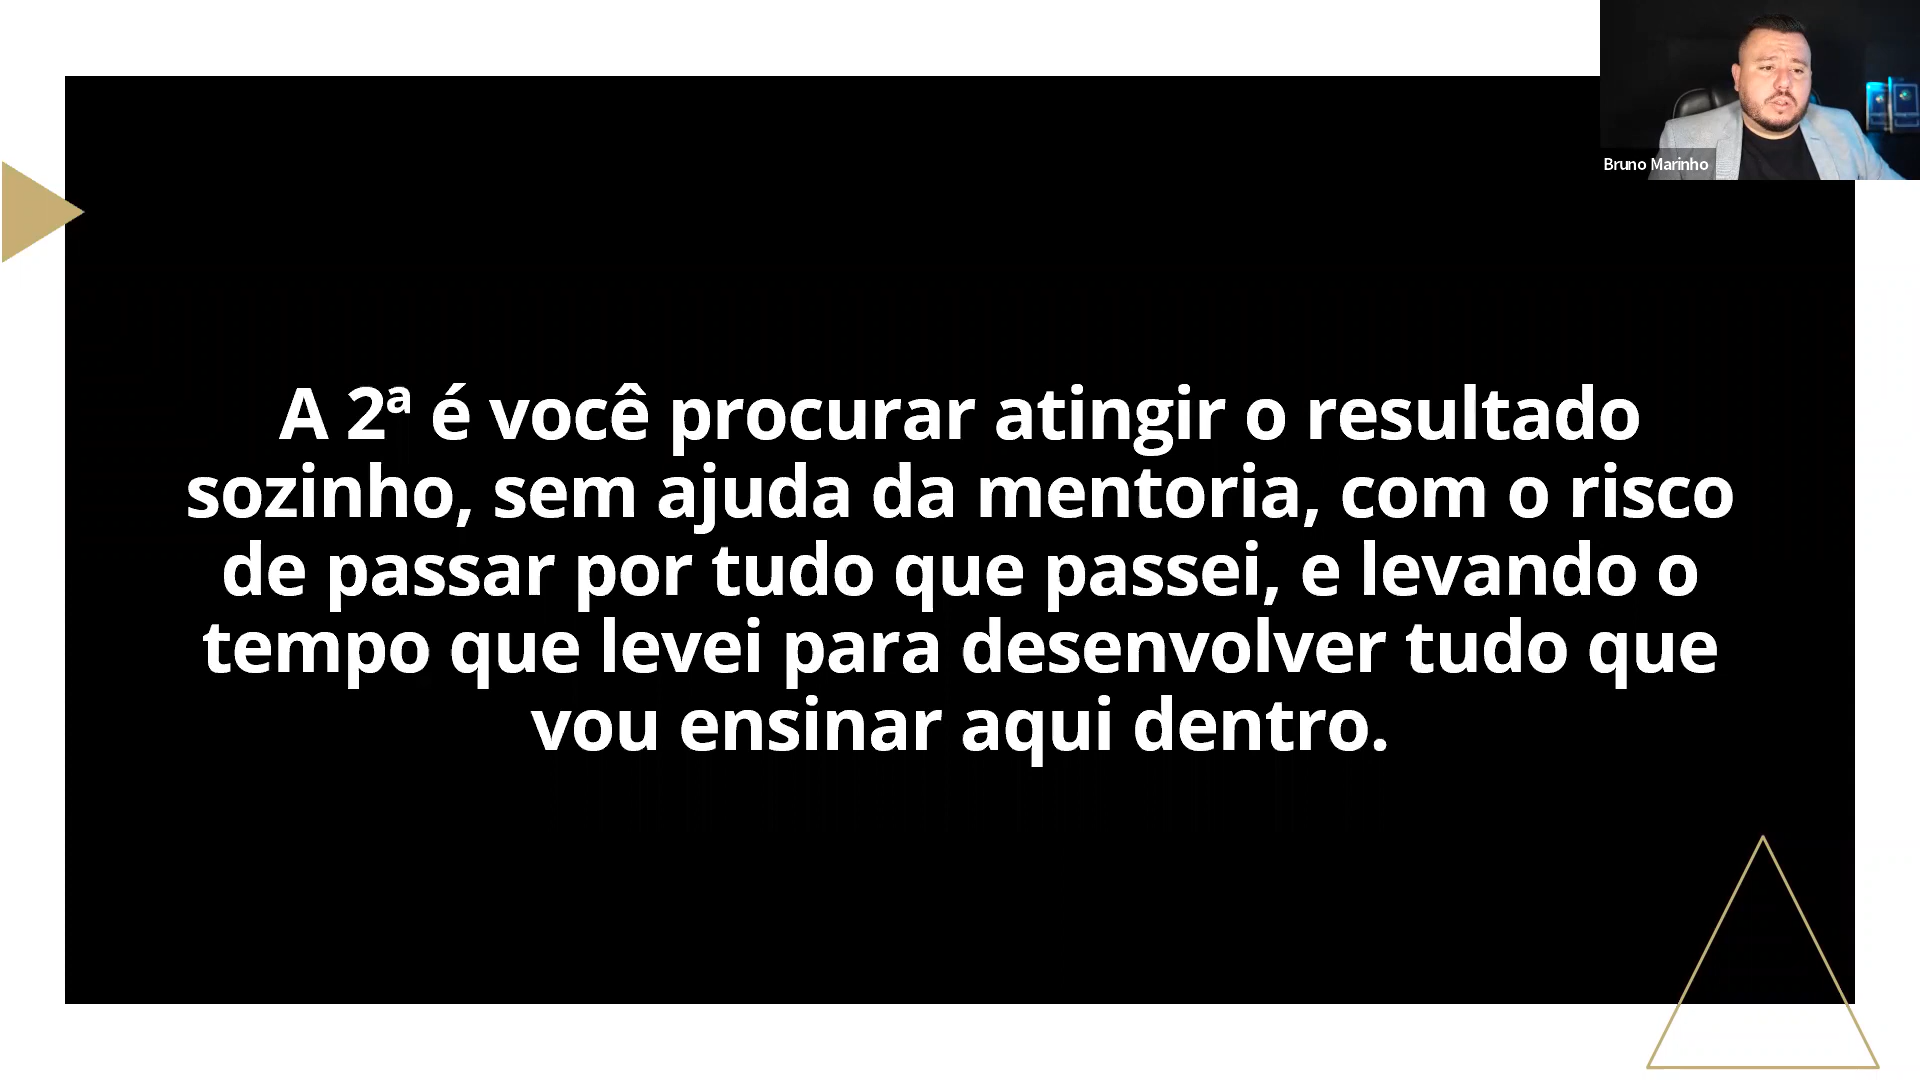 Bruno Marinho
A 2ª é você procurar atingir o resultado
sozinho, sem ajuda da mentoria, com o risco
de passar por tudo que passei, e levando o
tempo que levei para desenvolver tudo que
vou ensinar aqui dentro.